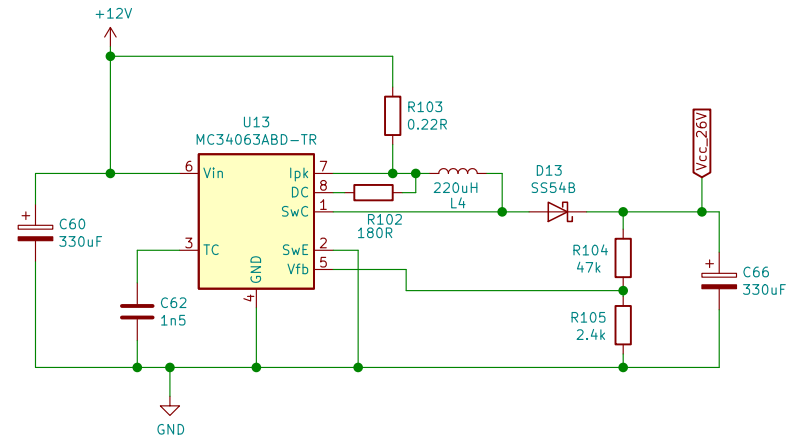 +12V
R103
0.22R
U13
MC34063ABD-TR
Vcc_26V
6
Vin
Ipk
7
DC
8
220uH
L4
D13
SS54B
SwC
1
R102
180R
C60
330uF
3
TC
SwE
2
R104
47k
GND
Vfb
5
C66
330uF
4
C62
1n5
R105
2.4k
GND